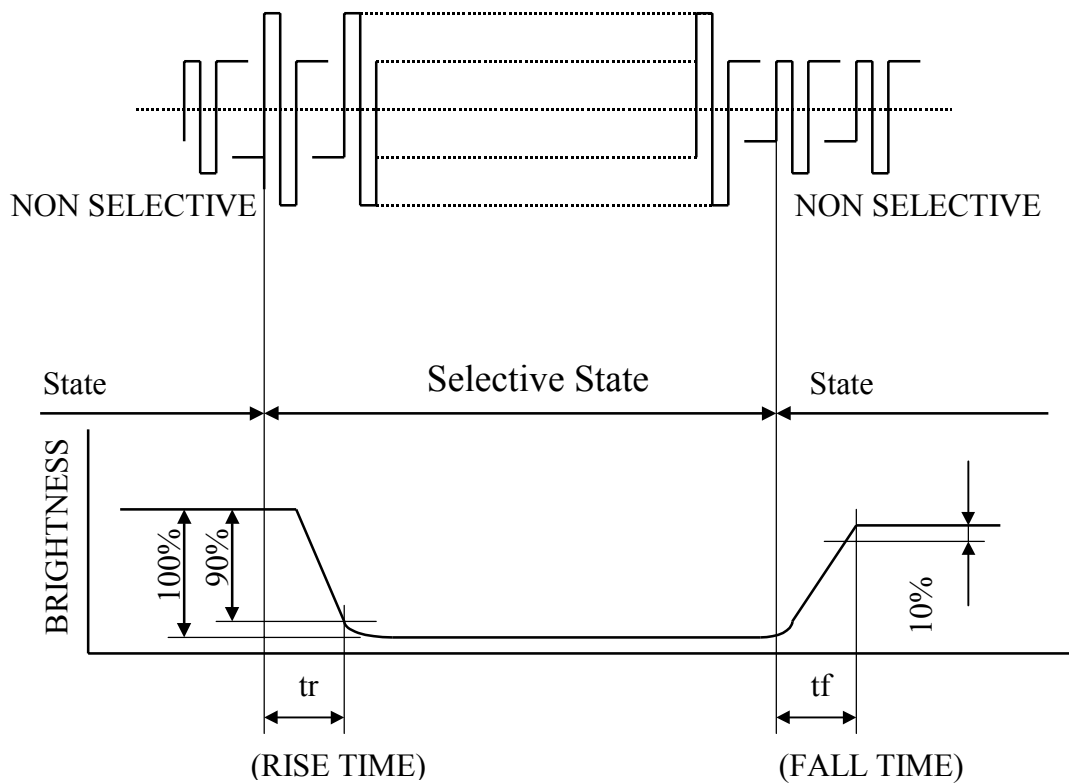 NON SELECTIVE
NON SELECTIVE
State
Selective State
State
BRIGHTNESS
100%
90%
10%
tr
tf
(RISE TIME)
(FALL TIME)